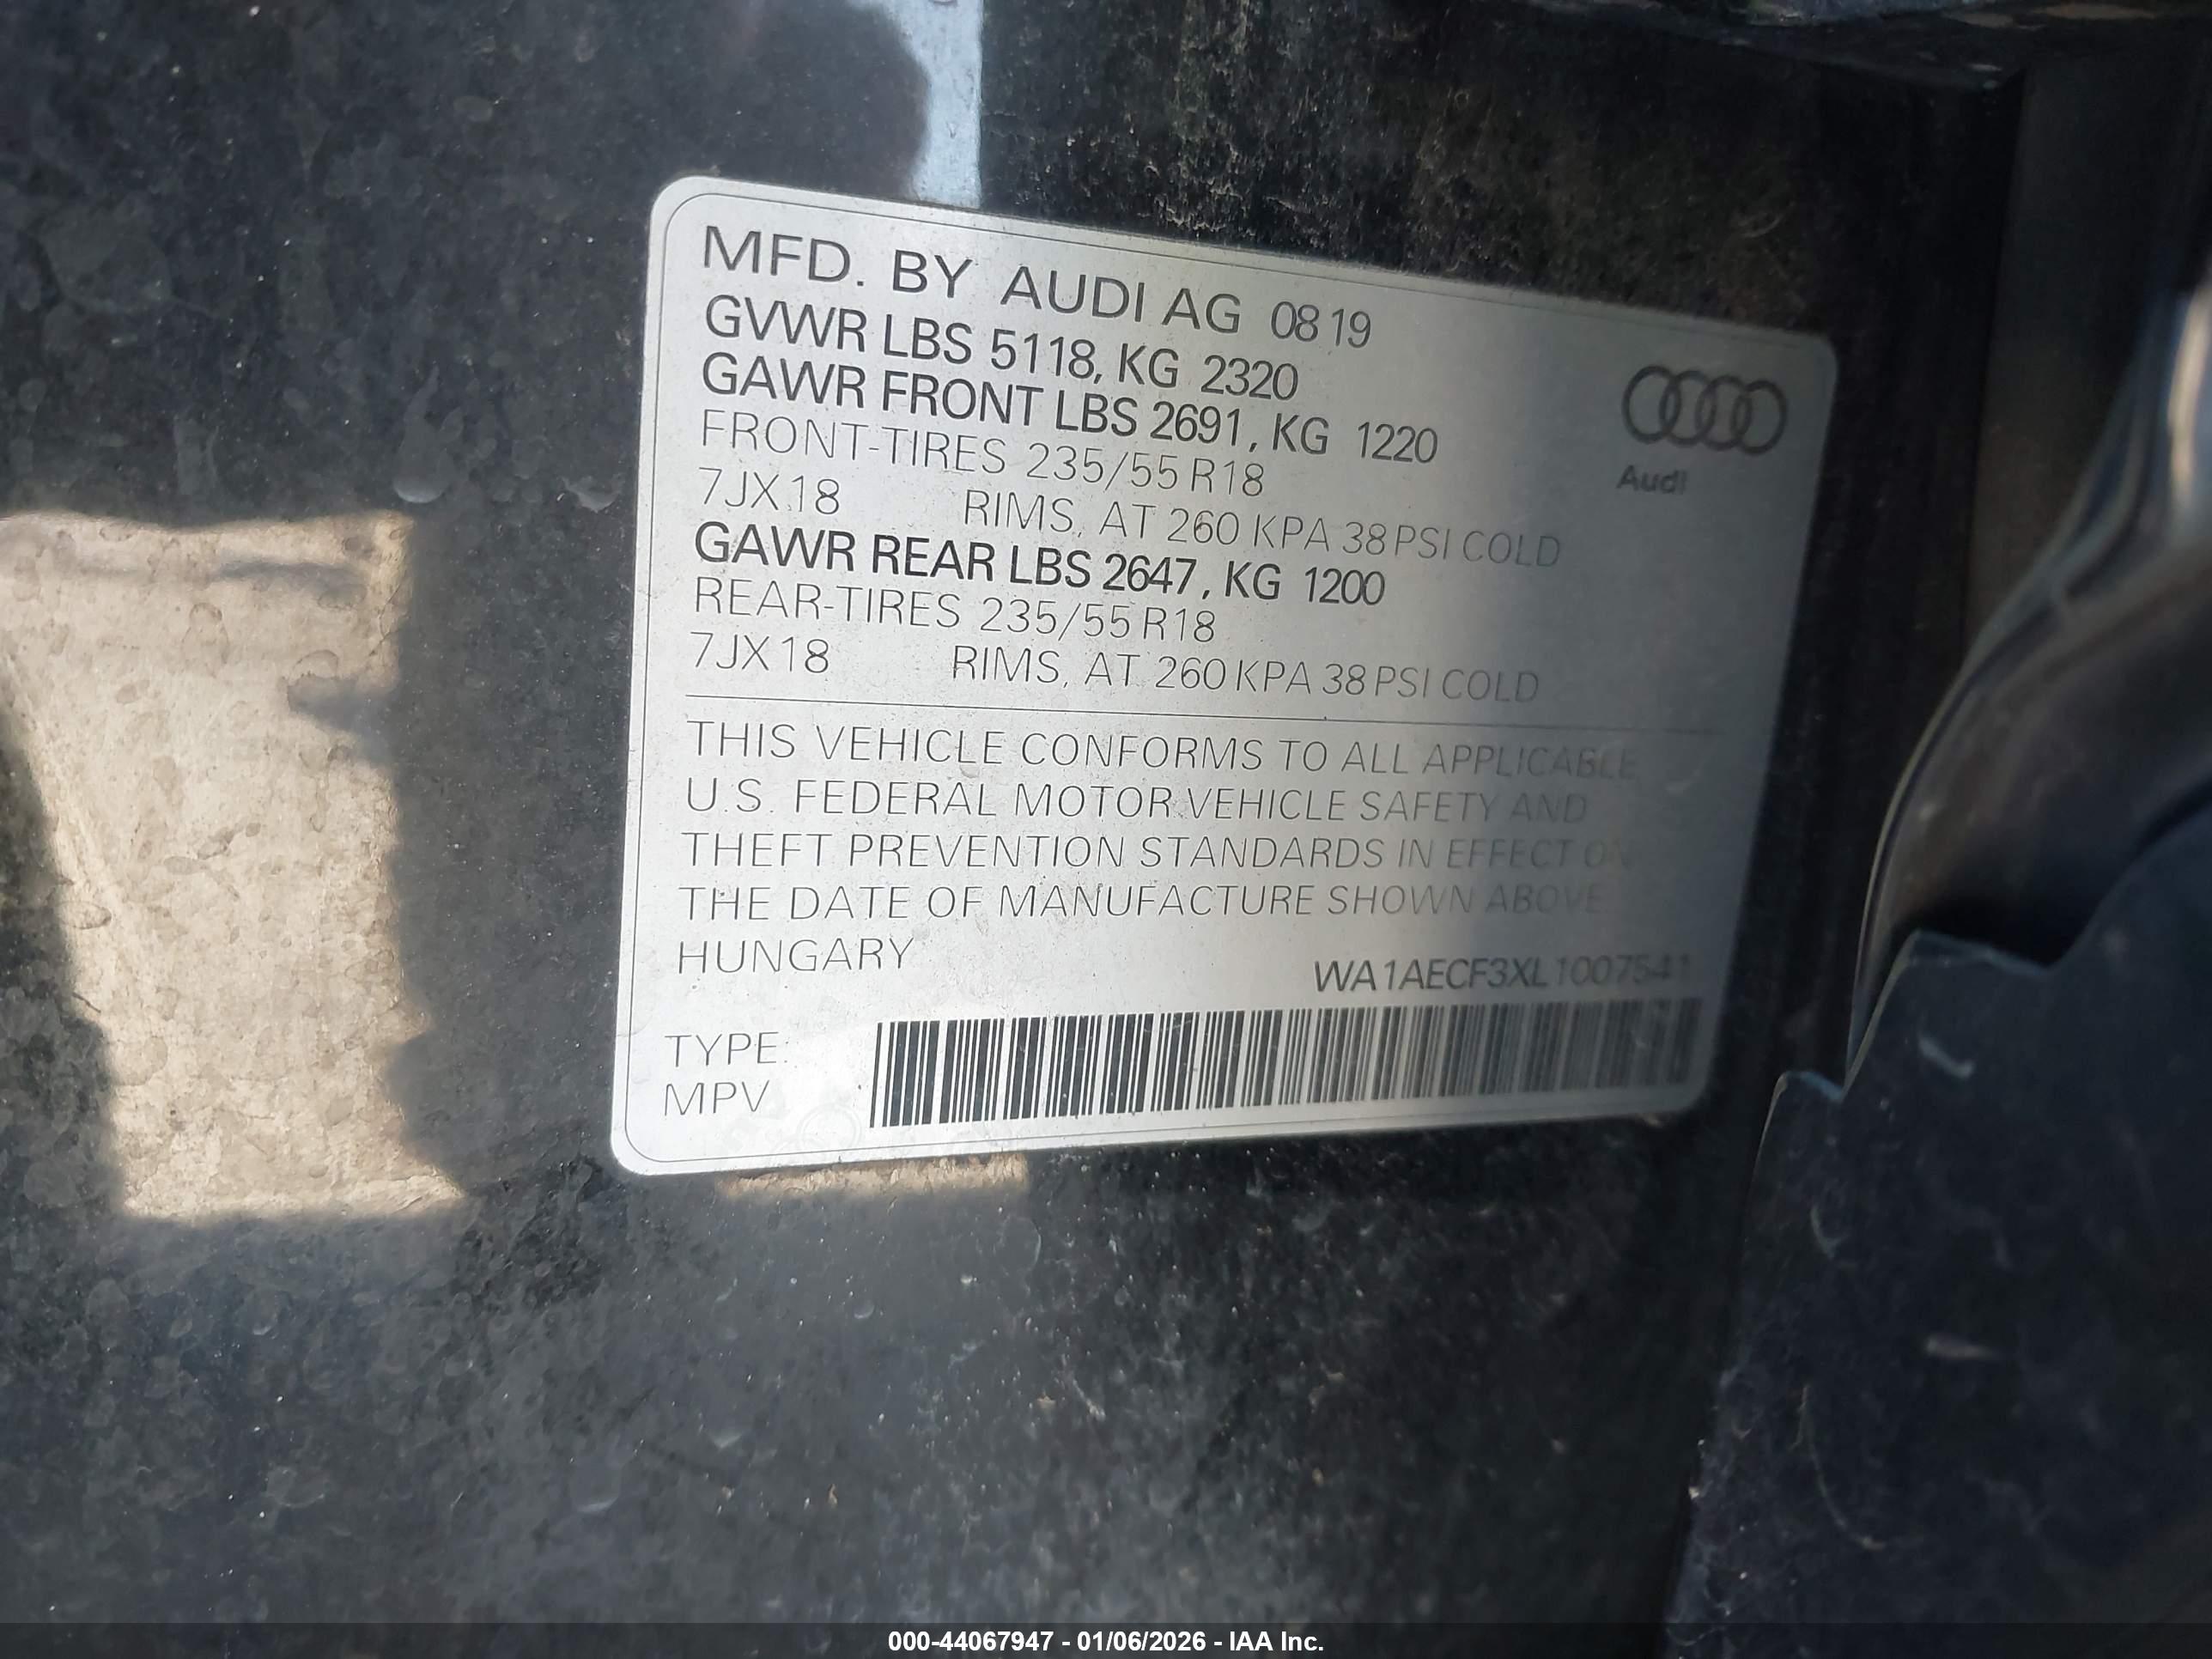 MFD. BY AUDI AG 08 19
GVWR LBS 5118, KG 2320
GAWR FRONT LBS 2691, KG 1220
FRONT-TIRES 235/55 R18
7JX18 RIMS, AT 260 KPA 38 PSI COLD
GAWR REAR LBS 2647, KG 1200
REAR-TIRES 235/55 R18
7JX18 RIMS, AT 260 KPA 38 PSI COLD
Audi
THIS VEHICLE CONFORMS TO ALL APPLICABLE
U.S. FEDERAL MOTOR VEHICLE SAFETY AND
THEFT PREVENTION STANDARDS IN EFFECT ON
THE DATE OF MANUFACTURE SHOWN ABOVE
HUNGARY
WA1AECF3XL1007541
TYPE:
MPV
000-44067947 - 01/06/2026 - IAA Inc.